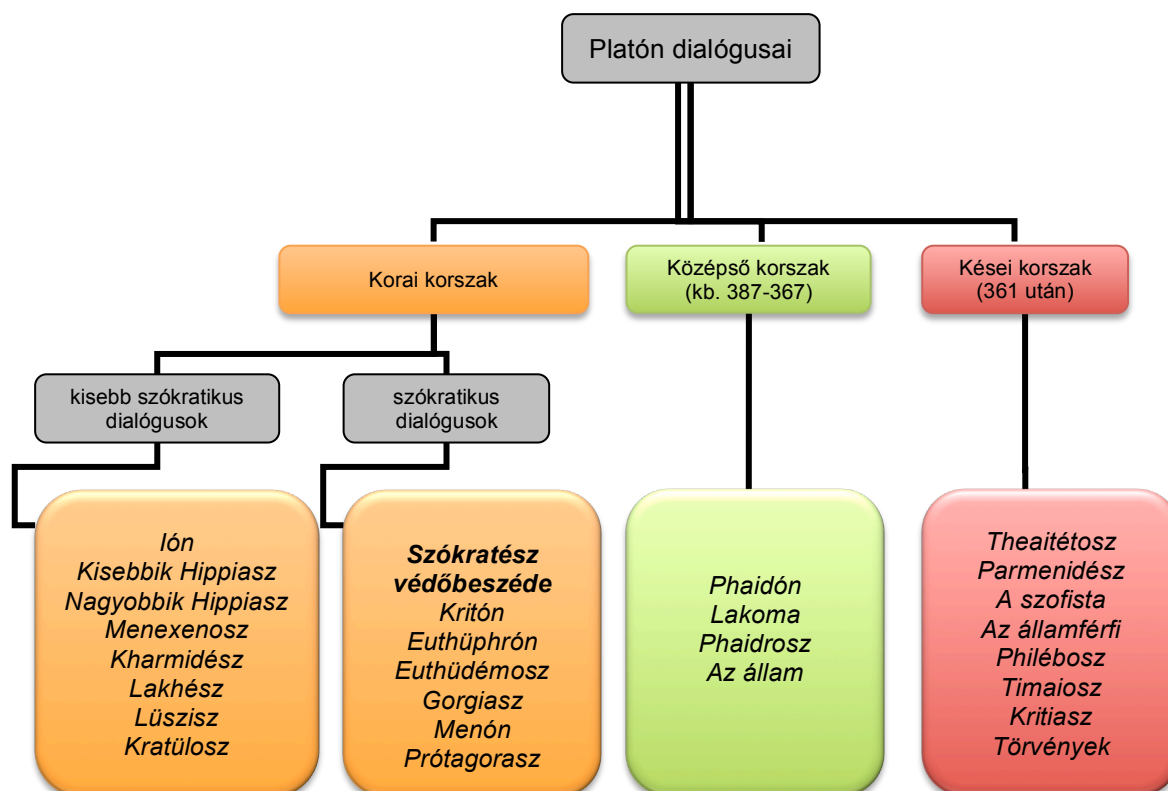 Platón dialógusai
Korai korszak
Középső korszak
(kb. 387-367)
Kései korszak
(361 után)
kisebb szókratikus
dialógusok
szókratikus
dialógusok
Ión
Kisebbik Hippiasz
Nagyobbik Hippiasz
Menexenosz
Kharmidész
Lakhész
Lüszisz
Kratülosz
Szókratész
védőbeszéde
Kritón
Euthüphrón
Euthüdémosz
Gorgiasz
Menón
Prótagorasz
Phaidón
Lakoma
Phaidrosz
Az állam
Theaitétosz
Parmenidész
A szofista
Az államférfi
Philébosz
Timaiosz
Kritiasz
Törvények